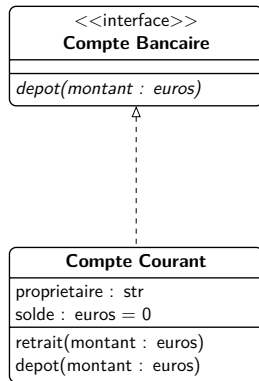 <<interface>>
Compte Bancaire
depot(montant : euros)
Compte Courant
proprietaire : str
solde : euros = 0
retrait(montant : euros)
depot(montant : euros)